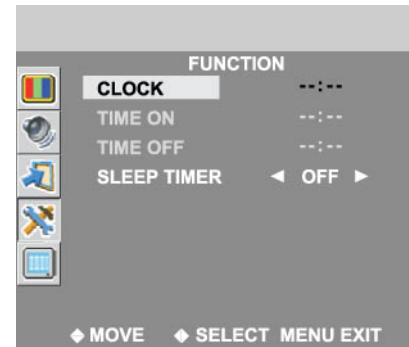 FUNCTION
CLOCK --:--
TIME ON --:--
TIME OFF --:--
SLEEP TIMER ◄ OFF ►
◆ MOVE ◆ SELECT MENU EXIT